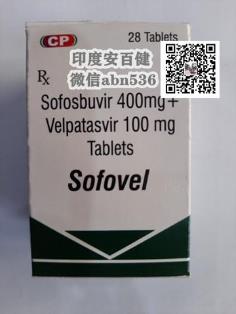 CP
28 Tablets
印度安百健
Rx
微信abn536
Sofosbuvir 400mg+
Velpatasvir 100 mg
Tablets
Sofovel